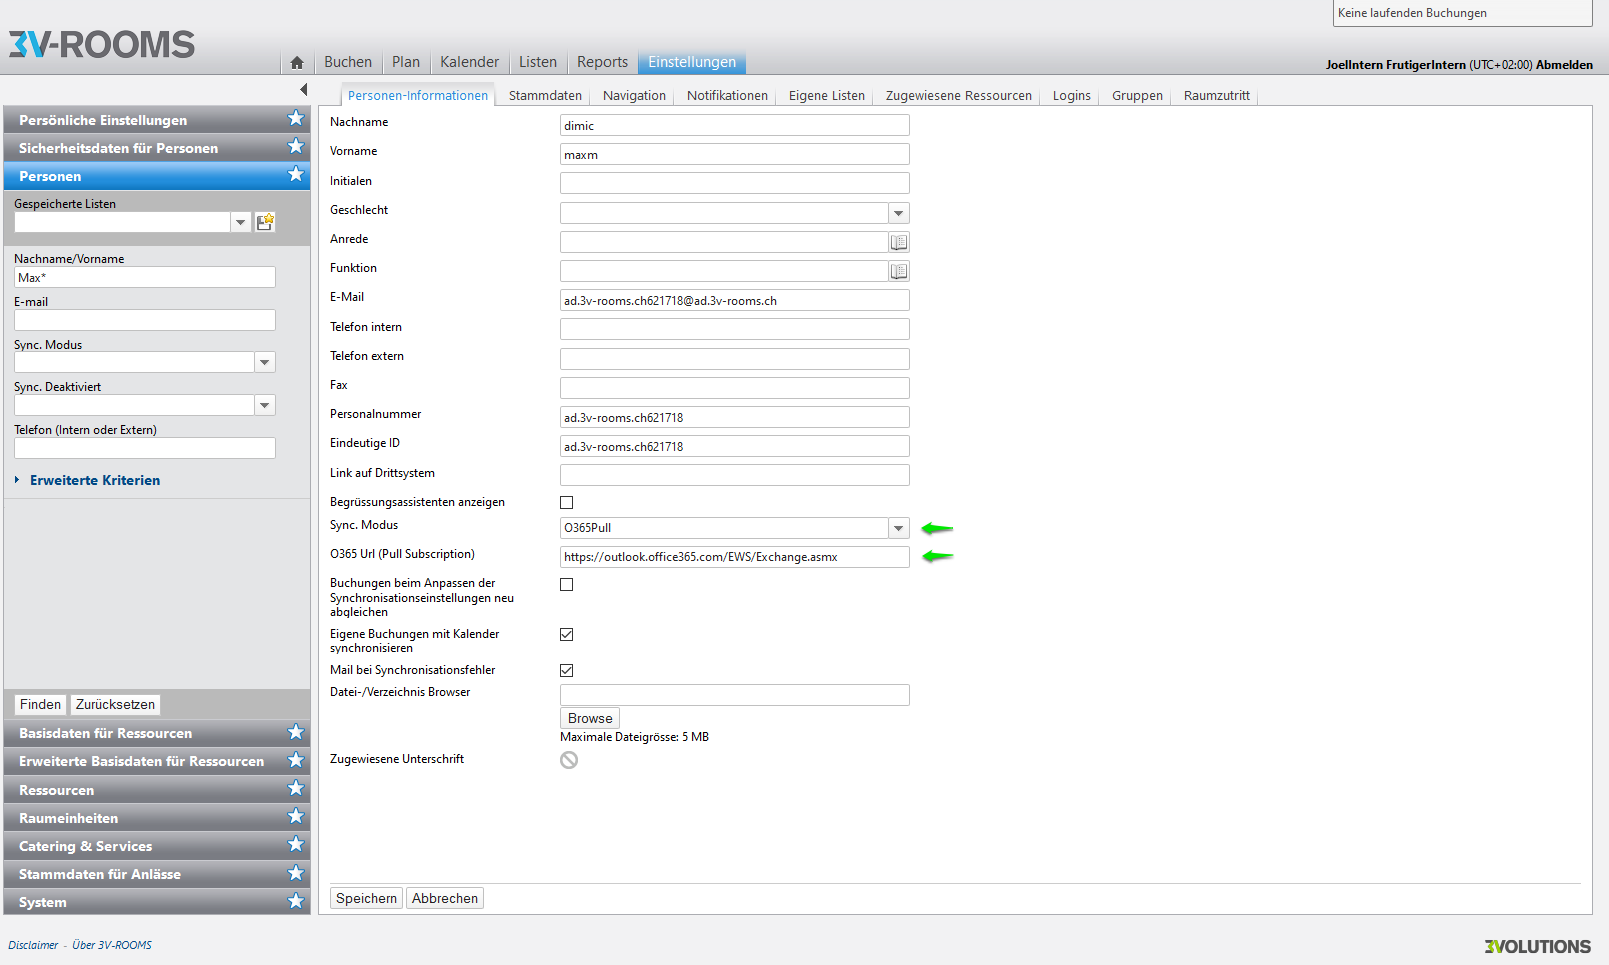 Keine laufenden Buchungen
3V-ROOMS
Buchen Plan Kalender Listen Reports Einstellungen
JoelIntern FrutigerIntern (UTC+02:00) Abmelden
Personen-Informationen Stammdaten Navigation Notifikationen Eigene Listen Zugewiesene Ressourcen Logins Gruppen Raumzutritt
Persönliche Einstellungen
Sicherheitsdaten für Personen
Personen
Gespeicherte Listen
Nachname/Vorname
Max*
E-mail
Sync. Modus
Sync. Deaktiviert
Telefon (Intern oder Extern)
Erweiterte Kriterien
Finden Zurücksetzen
Basisdaten für Ressourcen
Erweiterte Basisdaten für Ressourcen
Ressourcen
Raumeinheiten
Catering & Services
Stammdaten für Anlässe
System
Nachname dimic
Vorname maxm
Initialen
Geschlecht
Anrede
Funktion
E-Mail ad.3v-rooms.ch621718@ad.3v-rooms.ch
Telefon intern
Telefon extern
Fax
Personalnummer ad.3v-rooms.ch621718
Eindeutige ID ad.3v-rooms.ch621718
Link auf Drittsystem
Begrüssungsassistenten anzeigen
Sync. Modus O365Pull
O365 Url (Pull Subscription) https://outlook.office365.com/EWS/Exchange.asmx
Buchungen beim Anpassen der
Synchronisationseinstellungen neu
abgleichen
Eigene Buchungen mit Kalender
synchronisieren
Mail bei Synchronisationsfehler
Datei-/Verzeichnis Browser
Browse
Maximale Dateigrösse: 5 MB
Zugewiesene Unterschrift
Speichern Abbrechen
Disclaimer - Über 3V-ROOMS
3VOLUTIONS